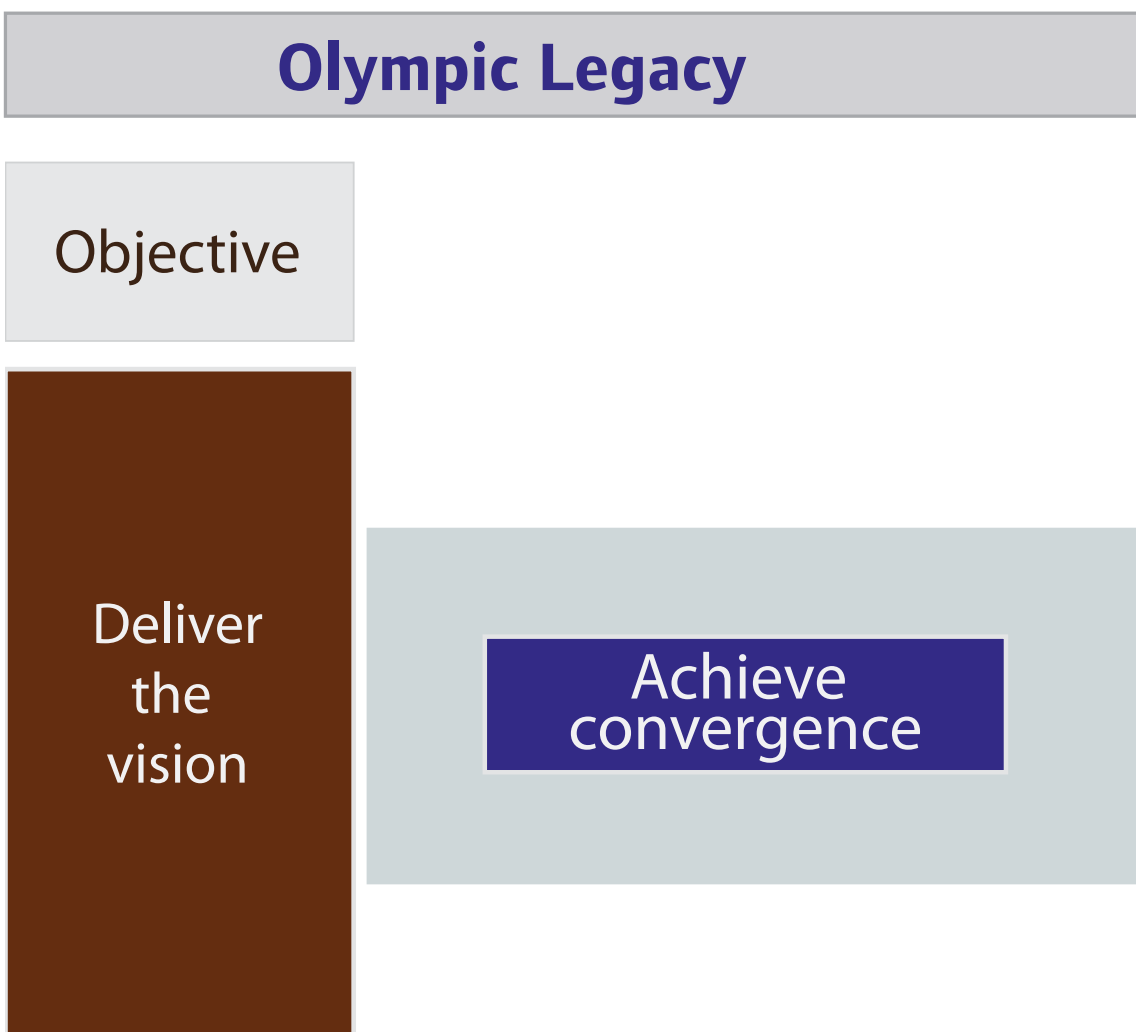 Olympic Legacy
Objective
Deliver
the
vision
Achieve
convergence